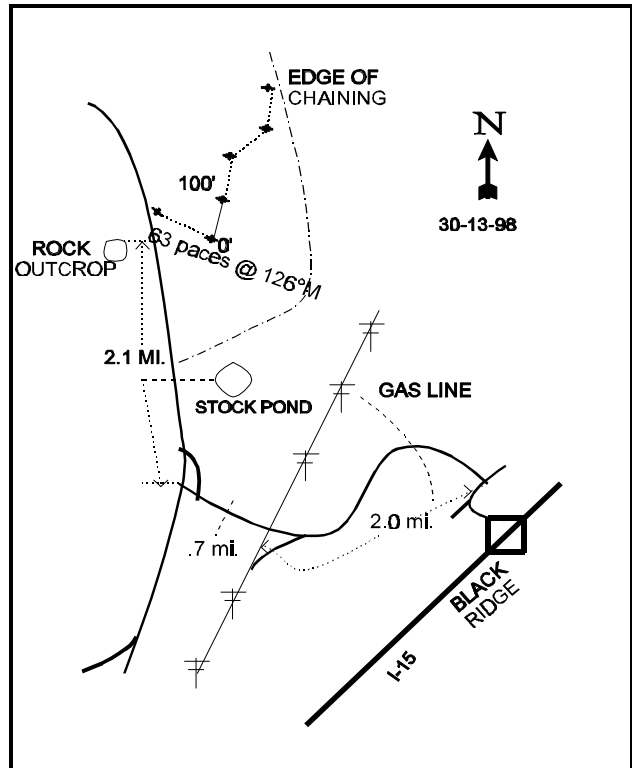 EDGE OF
CHAINING
N
100'
30-13-98
0'
63 paces @ 126°M
ROCK
OUTCROP
2.1 MI.
GAS LINE
STOCK POND
2.0 mi.
.7 mi.
BLACK
RIDGE
I-15